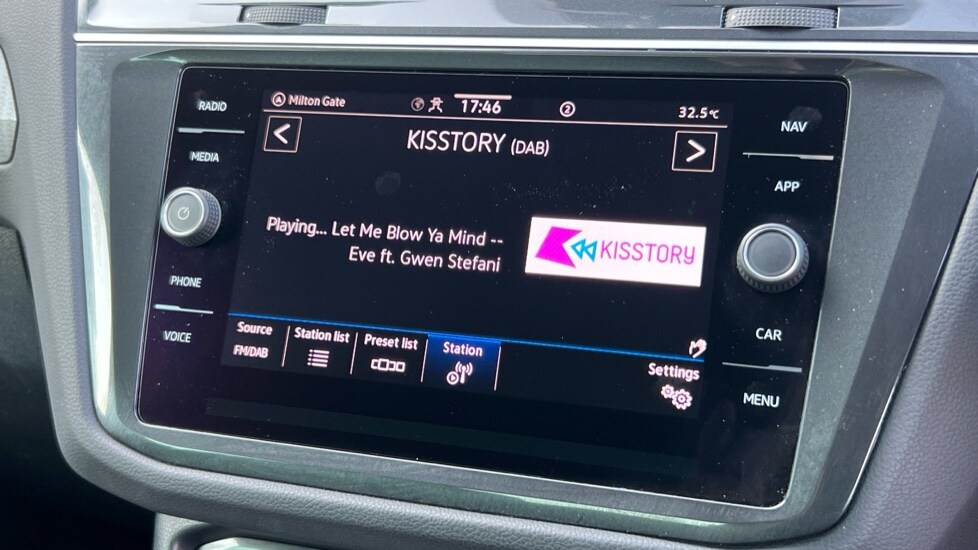 RADIO
MEDIA
PHONE
VOICE
Milton Gate
17:46
2
32.5°C
<
KISSTORY (DAB)
>
Playing... Let Me Blow Ya Mind --
Eve ft. Gwen Stefani
KISSTORY
Source
FM/DAB
Station list
Preset list
Station
Settings
NAV
APP
CAR
MENU